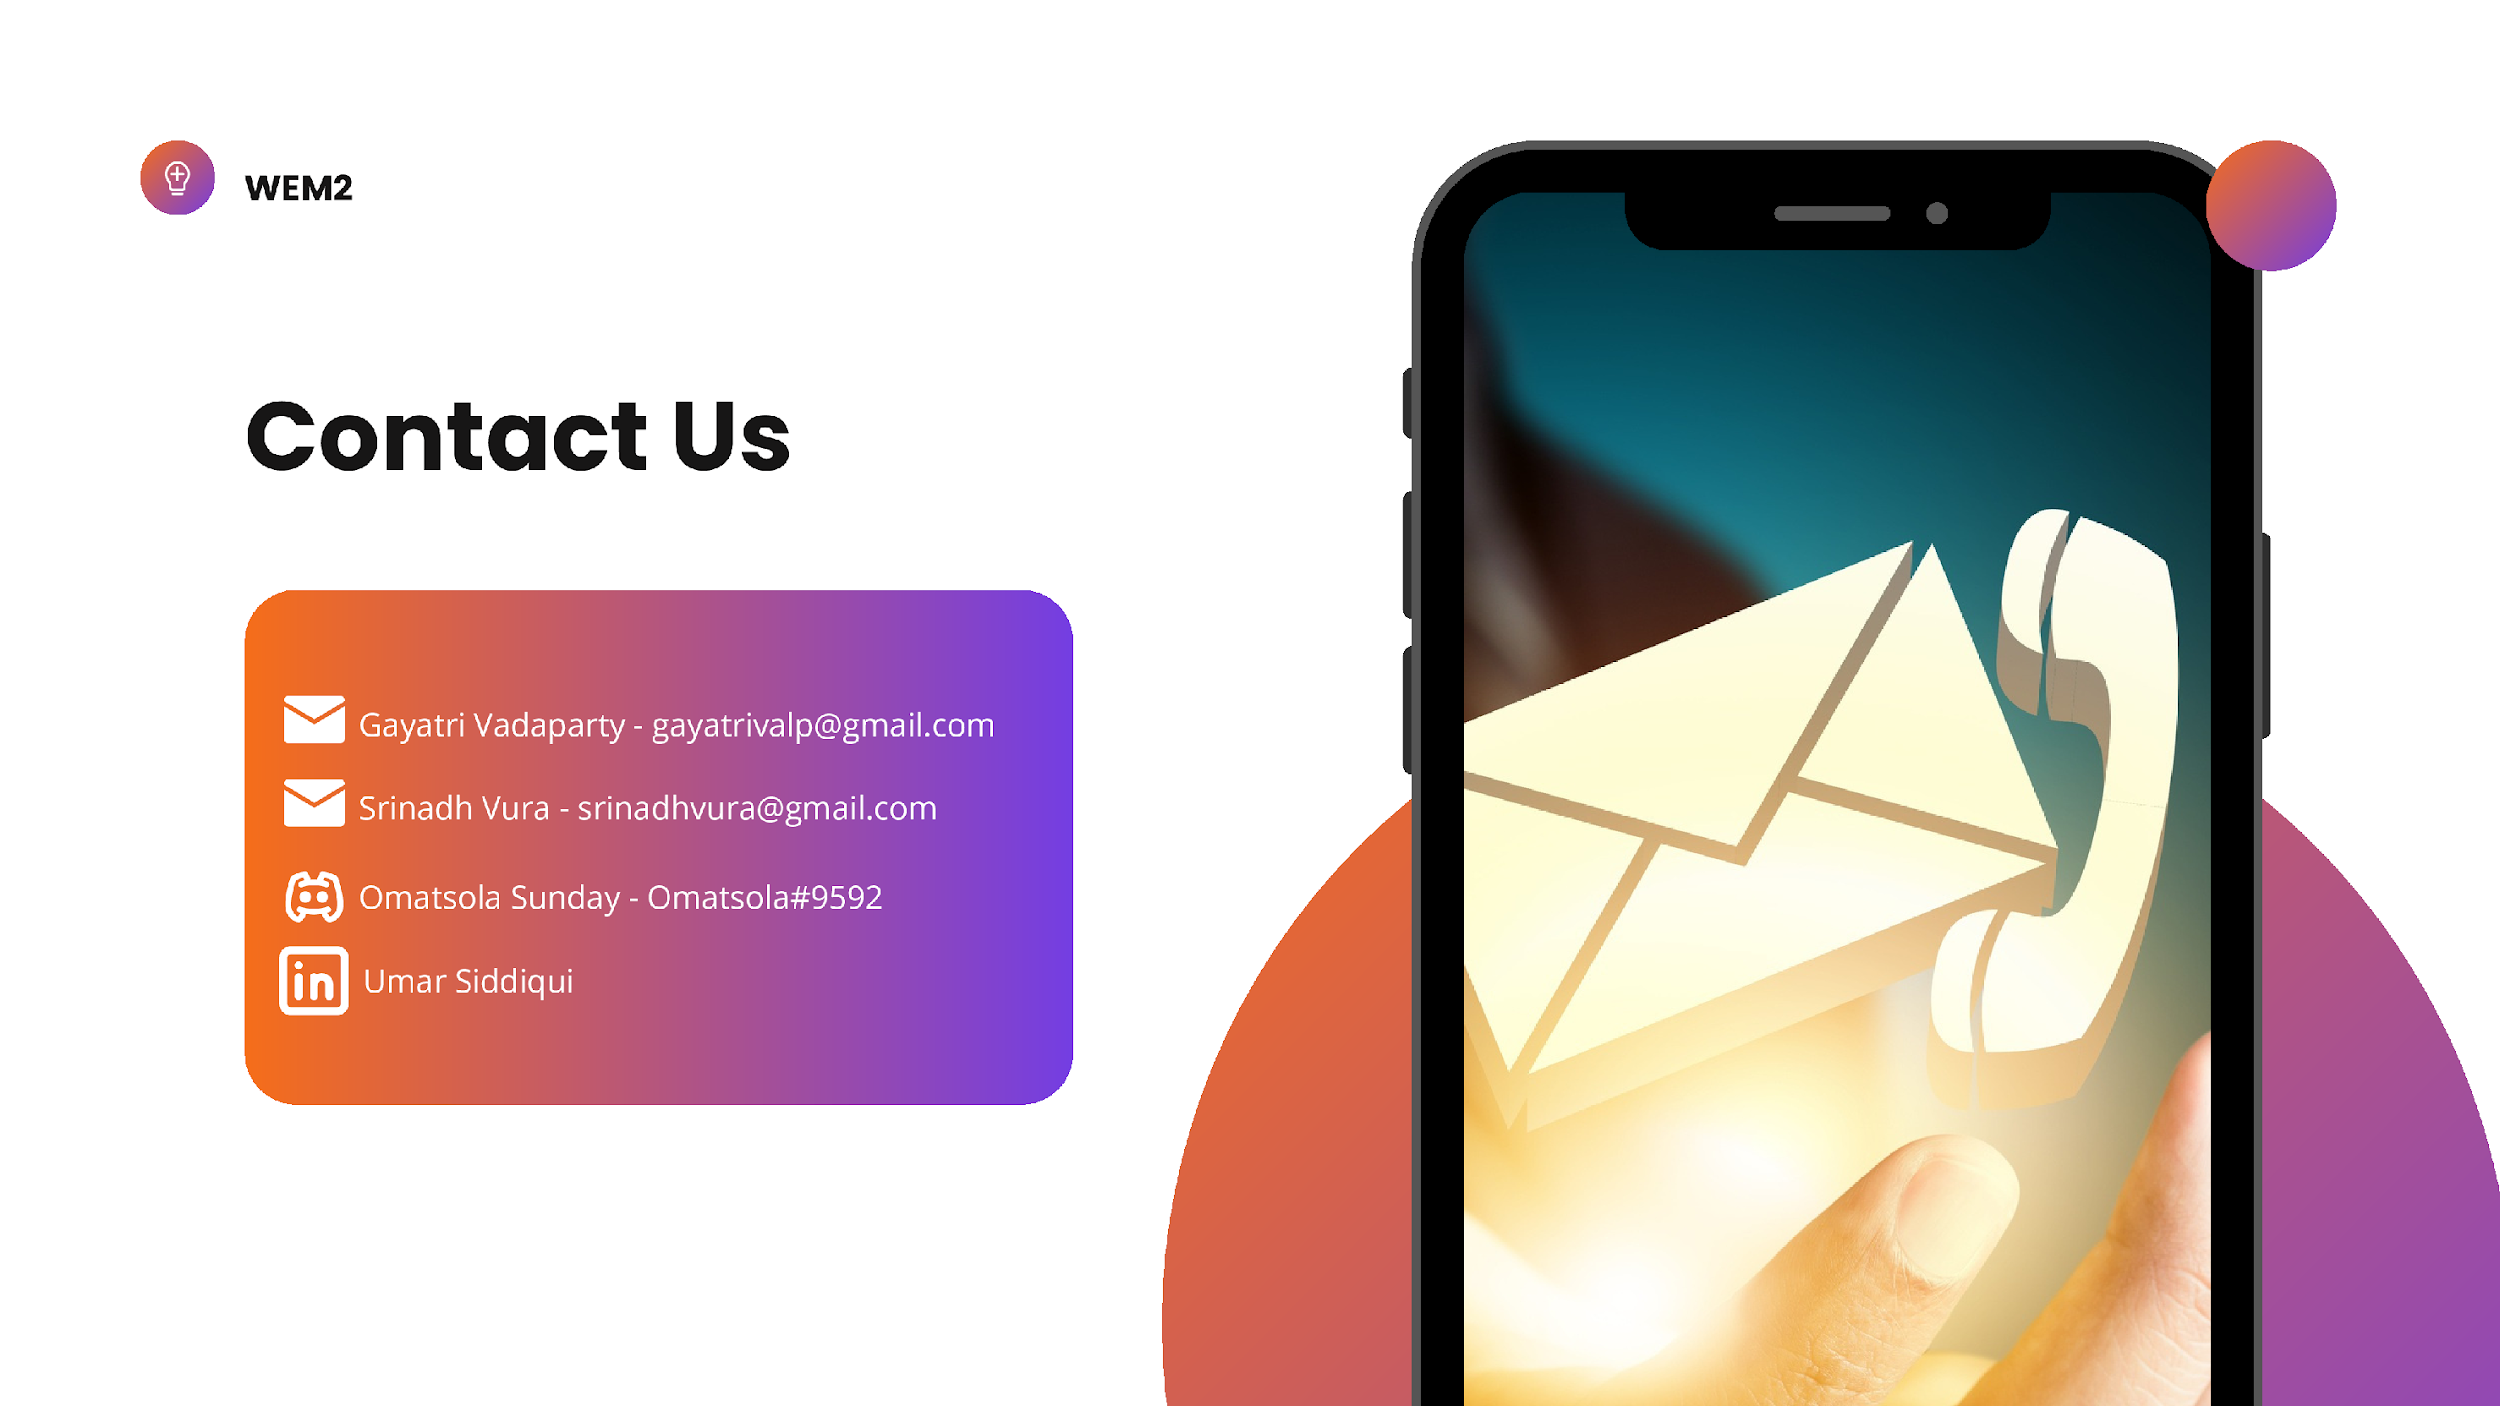 WEM2
Contact Us
Gayatri Vadaparty - gayatrivalp@gmail.com
Srinadh Vura - srinadhvura@gmail.com
Omatsola Sunday - Omatsola#9592
in Umar Siddiqui